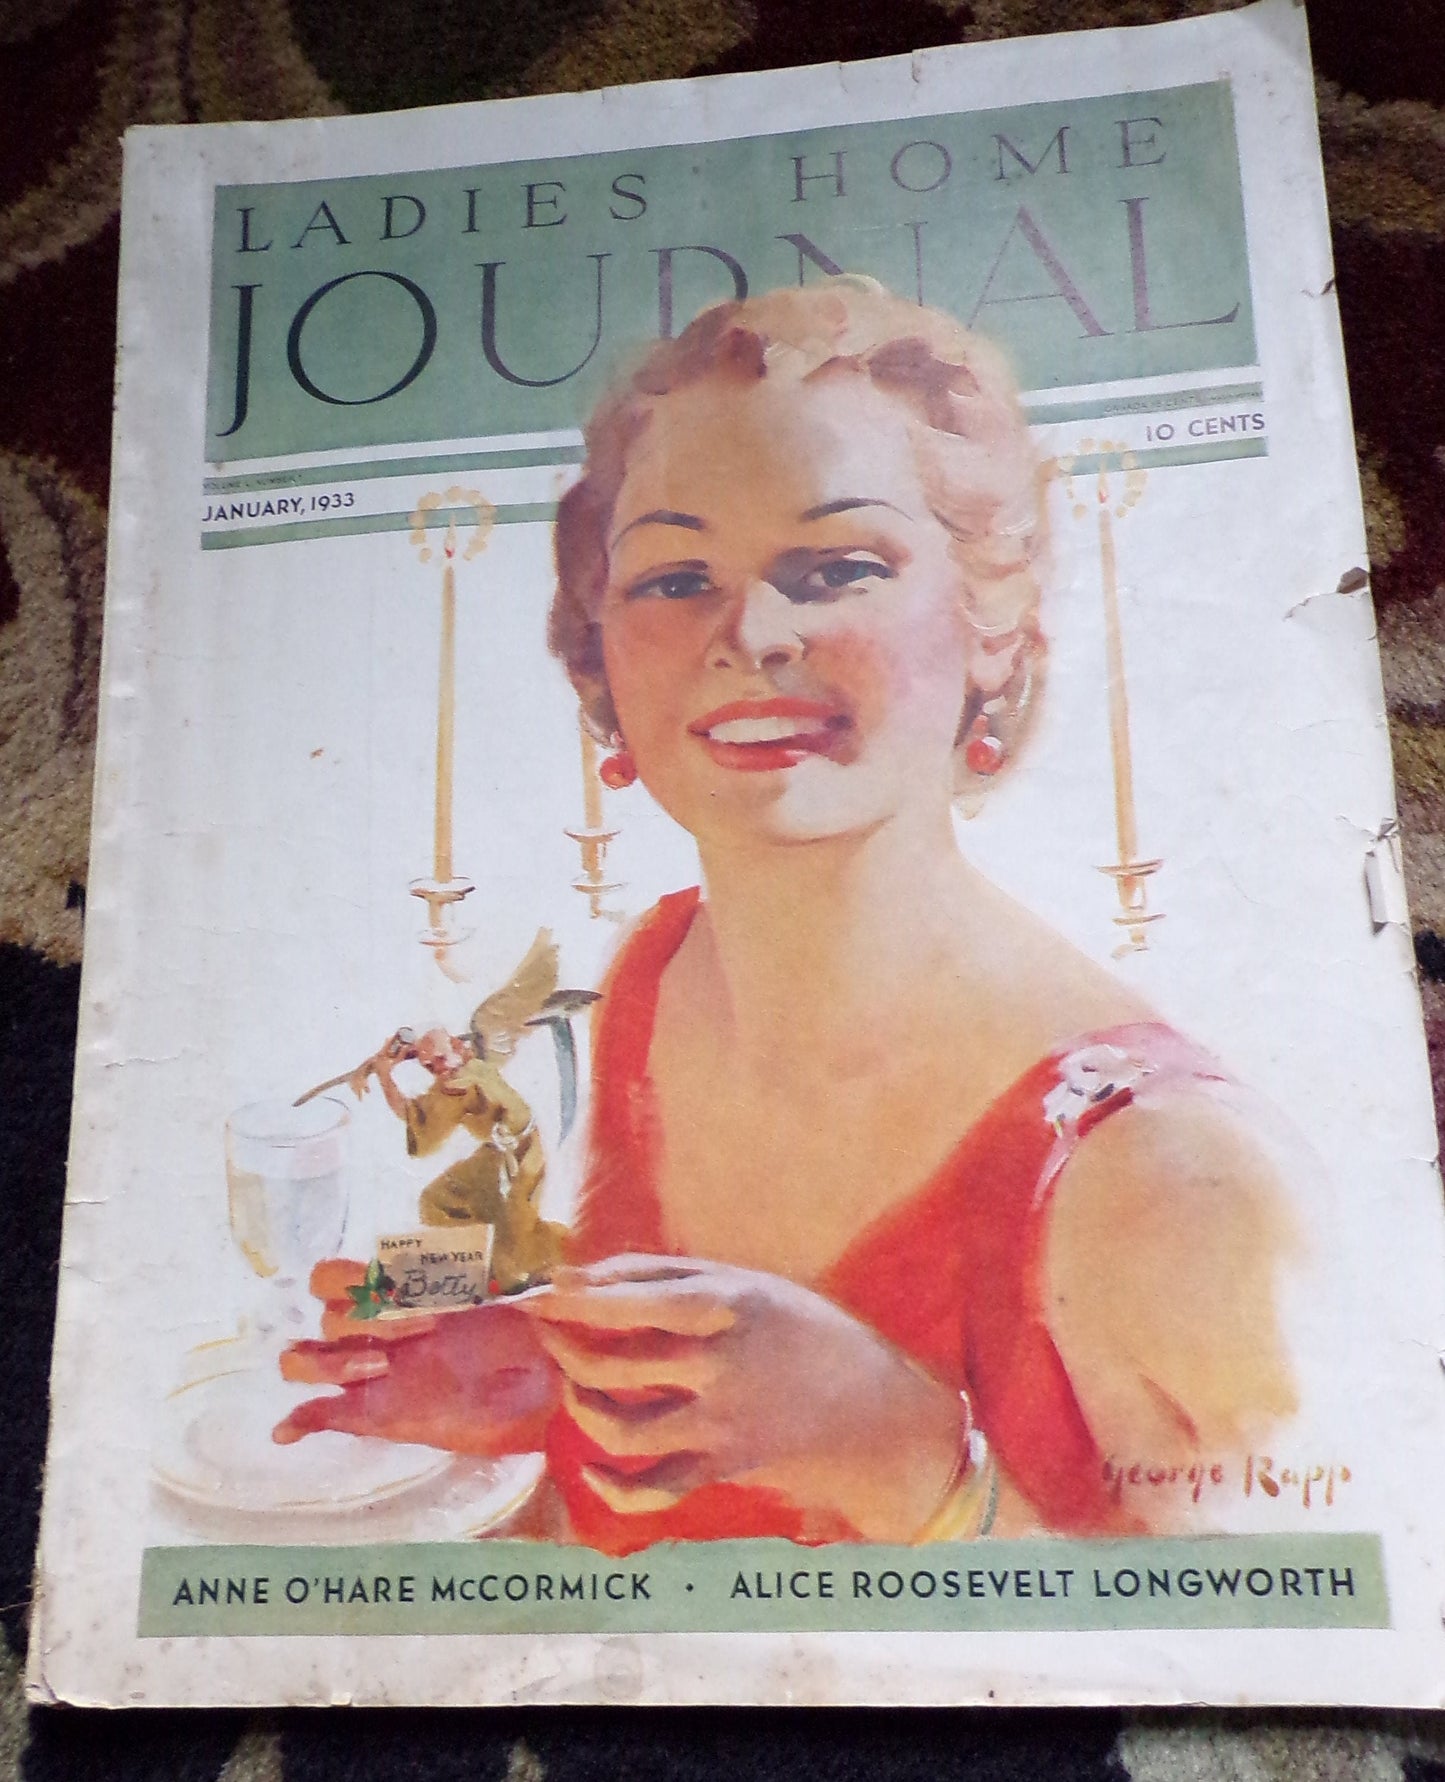 LADIES HOME
JOURNAL
10 CENTS
JANUARY, 1933
HAPPY
NEW YEAR
Betty
George Rapp
ANNE O'HARE McCORMICK • ALICE ROOSEVELT LONGWORTH